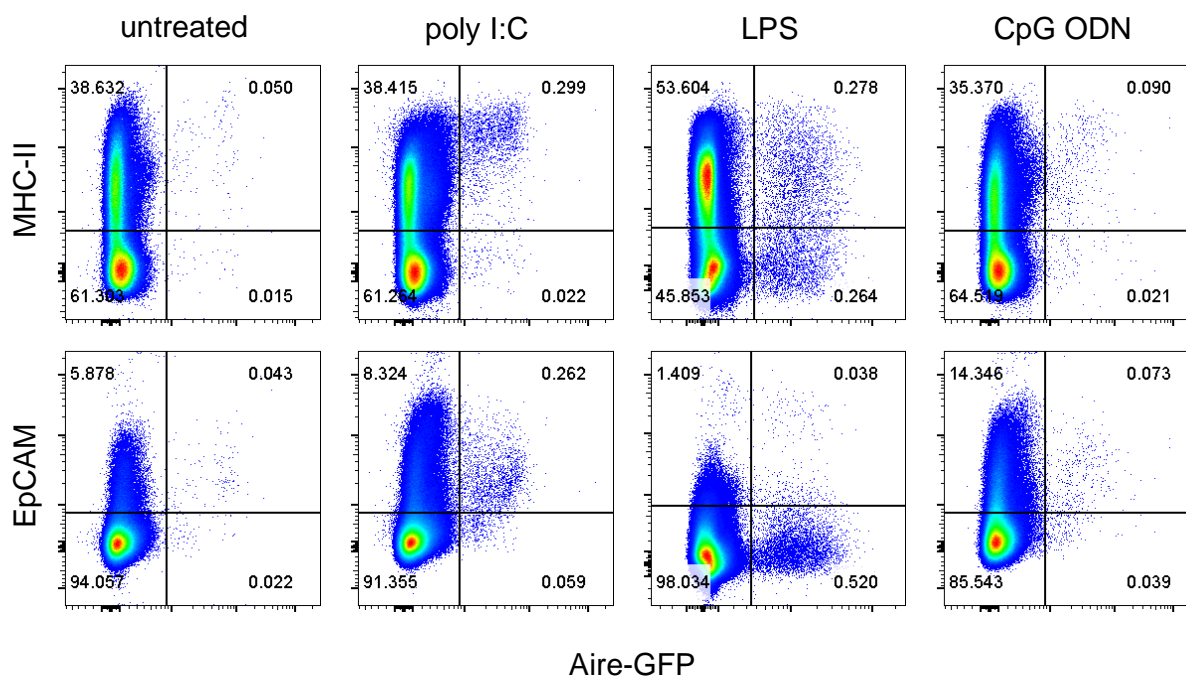 untreated poly I:C LPS CpG ODN
MHC-II
38.632 0.050 38.415 0.299 53.604 0.278 35.370 0.090
61.303 0.015 61.264 0.022 45.853 0.264 64.519 0.021
EpCAM
5.878 0.043 8.324 0.262 1.409 0.038 14.346 0.073
94.057 0.022 91.355 0.059 98.034 0.520 85.543 0.039
Aire-GFP